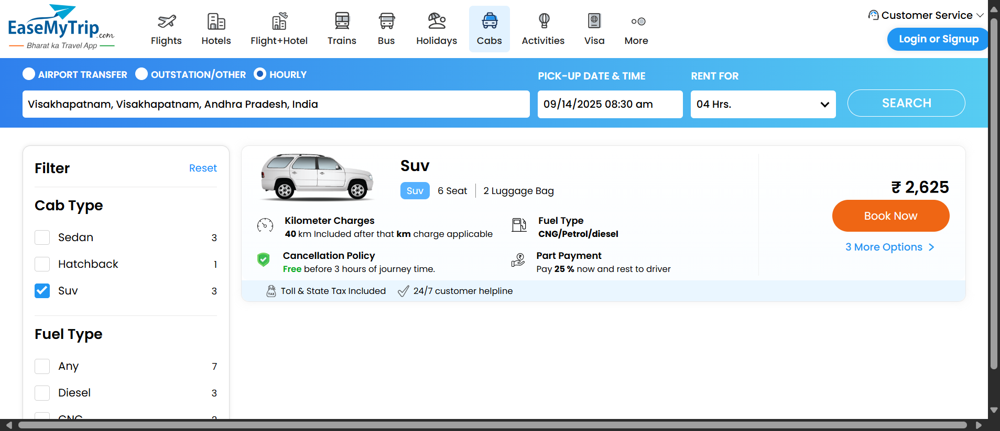 EaseMyTrip.com
Bharat ka Travel App
Flights
Hotels
Flight+Hotel
Trains
Bus
Holidays
Cabs
Activities
Visa
More
Customer Service
Login or Signup
AIRPORT TRANSFER
OUTSTATION/OTHER
HOURLY
Visakhapatnam, Visakhapatnam, Andhra Pradesh, India
PICK-UP DATE & TIME
09/14/2025 08:30 am
RENT FOR
04 Hrs.
SEARCH
Filter
Reset
Cab Type
Sedan 3
Hatchback 1
Suv 3
Fuel Type
Any 7
Diesel 3
CNG
Suv
Suv 6 Seat 2 Luggage Bag
Kilometer Charges
40 km Included after that km charge applicable
Fuel Type
CNG/Petrol/diesel
Cancellation Policy
Free before 3 hours of journey time.
Part Payment
Pay 25 % now and rest to driver
TAX
Toll & State Tax Included
24/7 customer helpline
₹ 2,625
Book Now
3 More Options